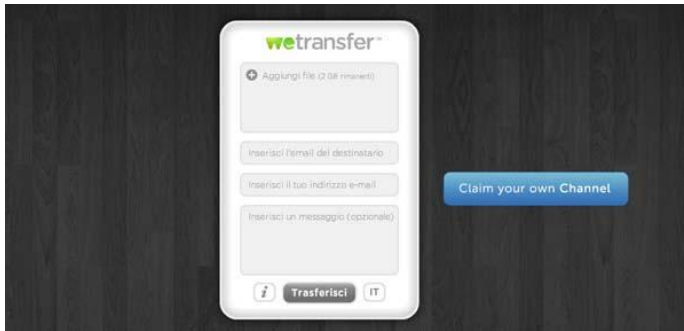 wetransfer™
Aggiungi file (2 GB rimanenti)
Inserisci l'email del destinatario
Inserisci il tuo indirizzo e-mail
Claim your own Channel
Inserisci un messaggio (opzionale)
i Trasferisci IT